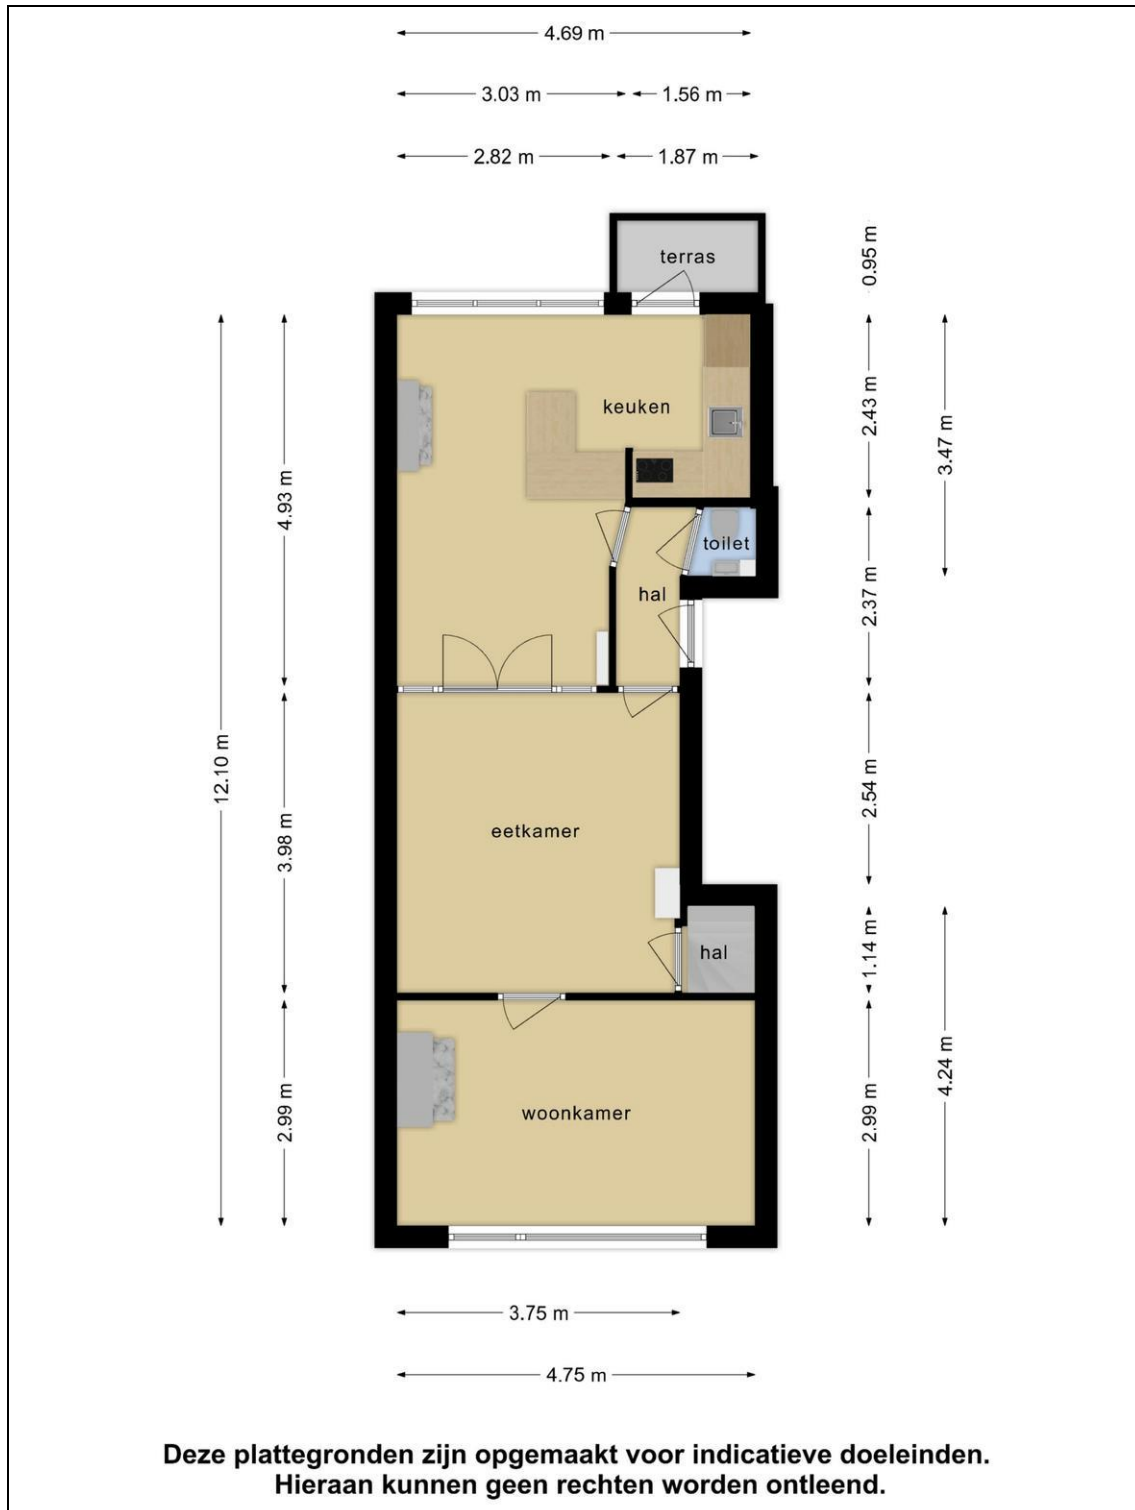 4.69 m
3.03 m
1.56 m
2.82 m
1.87 m
terras
0.95 m
keuken
2.43 m
3.47 m
4.93 m
toilet
hal
2.37 m
12.10 m
eetkamer
3.98 m
2.54 m
hal
1.14 m
woonkamer
2.99 m
2.99 m
4.24 m
3.75 m
4.75 m
Deze plattegronden zijn opgemaakt voor indicatieve doeleinden.
Hieraan kunnen geen rechten worden ontleend.